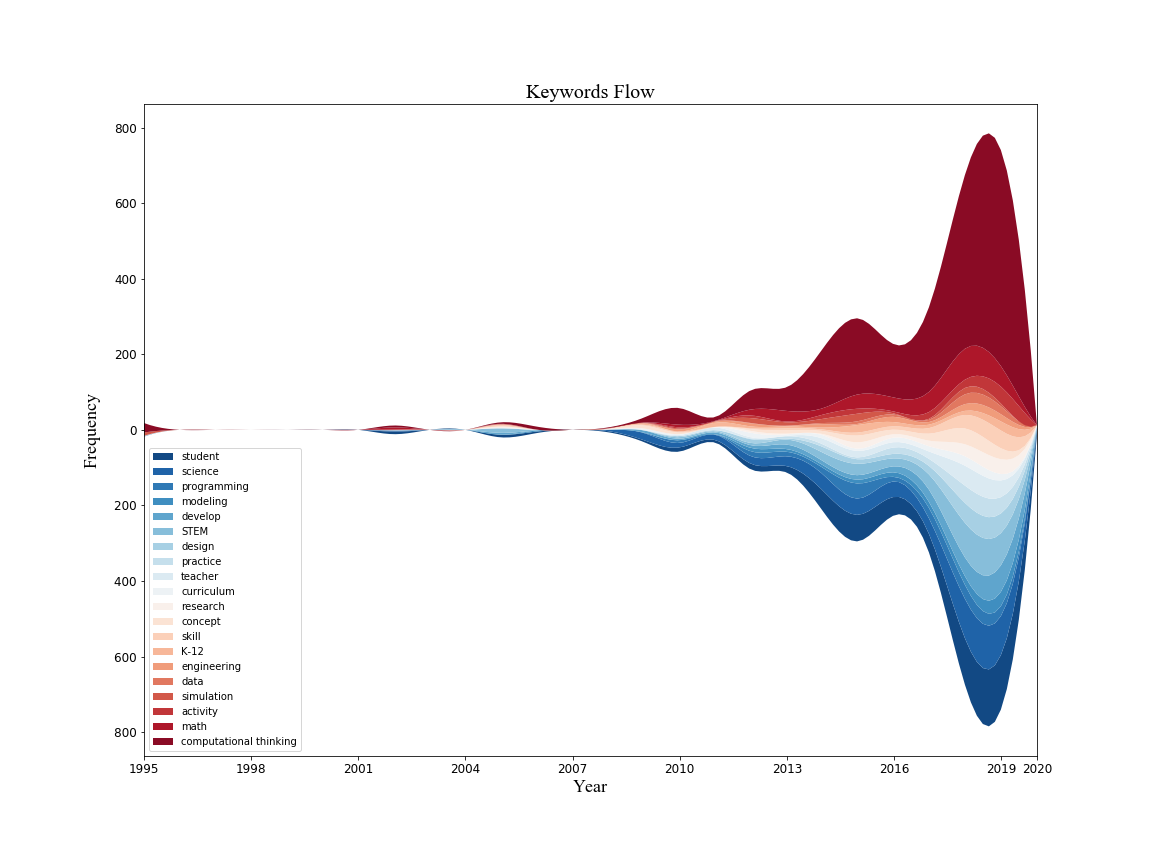 Keywords Flow
800
600
400
200
0
200
400
600
800
Frequency
student
science
programming
modeling
develop
STEM
design
practice
teacher
curriculum
research
concept
skill
K-12
engineering
data
simulation
activity
math
computational thinking
1995 1998 2001 2004 2007 2010 2013 2016 2019 2020
Year